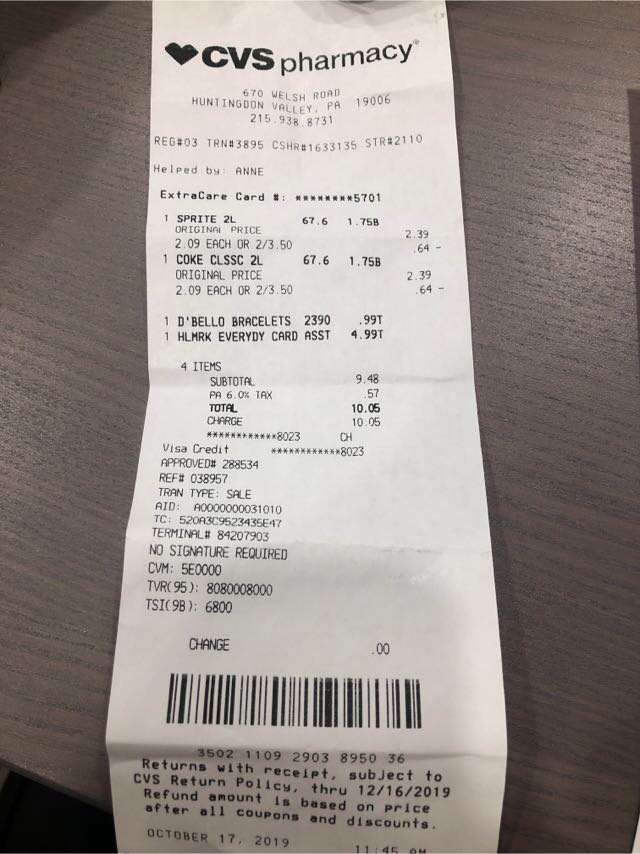 CVS pharmacy®
670 WELSH ROAD
HUNTINGDON VALLEY, PA 19006
215.938.8731
REG#03 TRN#3895 CSHR#1633135 STR#2110
Helped by: ANNE
ExtraCare Card #: ********5701
1 SPRITE 2L 67.6 1.75B
ORIGINAL PRICE 2.39
2.09 EACH OR 2/3.50 .64 -
1 COKE CLSSC 2L 67.6 1.75B
ORIGINAL PRICE 2.39
2.09 EACH OR 2/3.50 .64 -
1 D'BELLO BRACELETS 2390 .99T
1 HLMRK EVERYDY CARD ASST 4.99T
4 ITEMS
SUBTOTAL 9.48
PA 6.0% TAX .57
TOTAL 10.05
CHARGE 10.05
************8023 CH
Visa Credit ************8023
APPROVED# 288534
REF# 038957
TRAN TYPE: SALE
AID: A0000000031010
TC: 520A3C9523435E47
TERMINAL# 84207903
NO SIGNATURE REQUIRED
CVM: 5E0000
TVR(95): 8080008000
TSI(9B): 6800
CHANGE .00
3502 1109 2903 8950 36
Returns with receipt, subject to
CVS Return Policy, thru 12/16/2019
Refund amount is based on price
after all coupons and discounts.
OCTOBER 17, 2019 11:45 AM